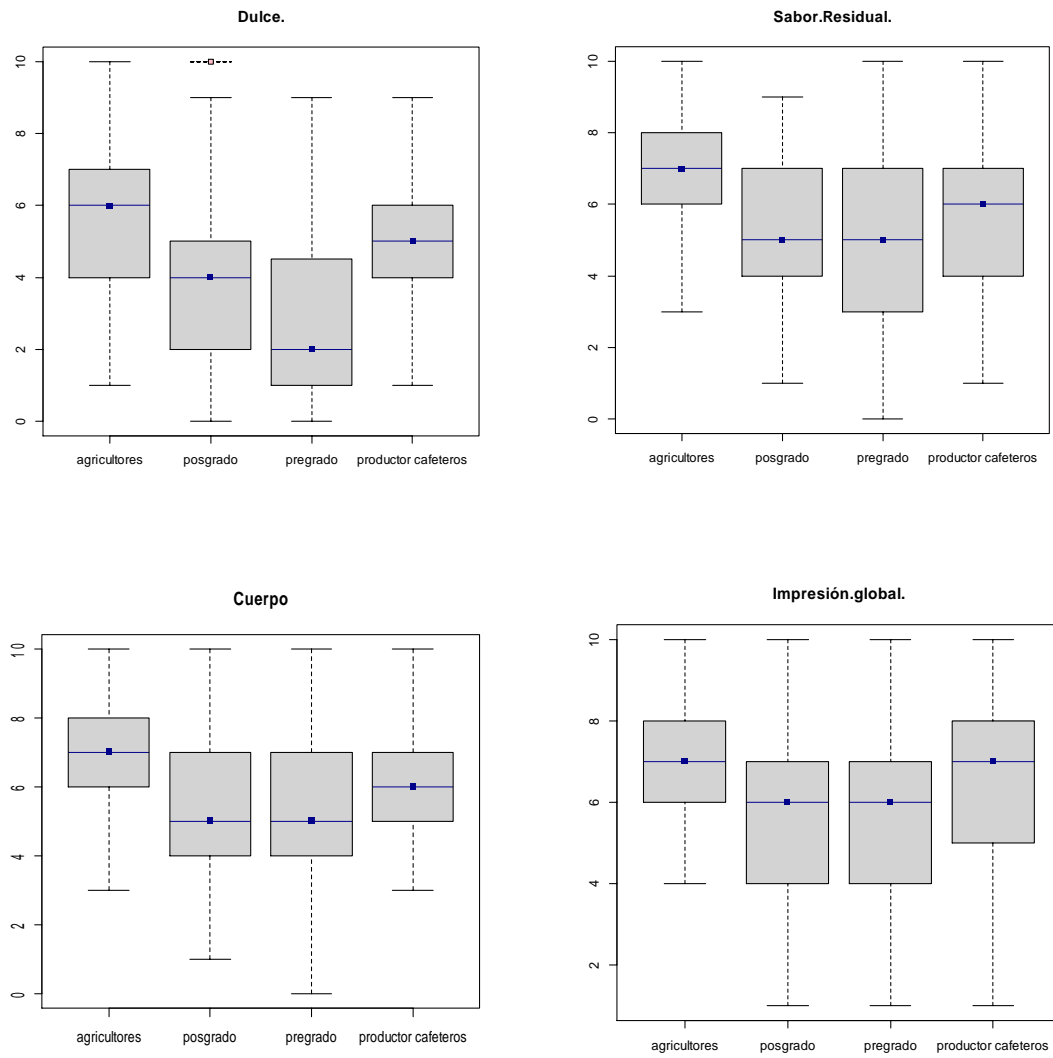 Dulce.
10
8
6
4
2
0
agricultores posgrado pregrado productor cafeteros
Sabor.Residual.
10
8
6
4
2
0
agricultores posgrado pregrado productor cafeteros
Cuerpo
10
8
6
4
2
0
agricultores posgrado pregrado productor cafeteros
Impresión.global.
10
8
6
4
2
agricultores posgrado pregrado productor cafeteros